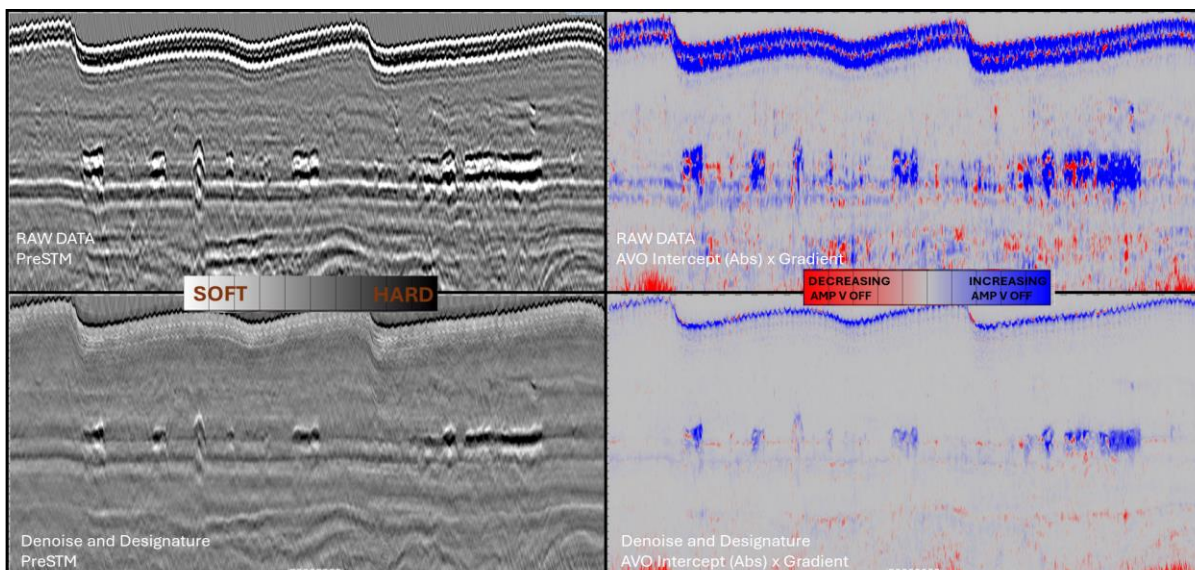 RAW DATA
PreSTM
RAW DATA
AVO Intercept (Abs) x Gradient
SOFT HARD
DECREASING INCREASING
AMP V OFF AMP V OFF
Denoise and Designature
PreSTM
Denoise and Designature
AVO Intercept (Abs) x Gradient